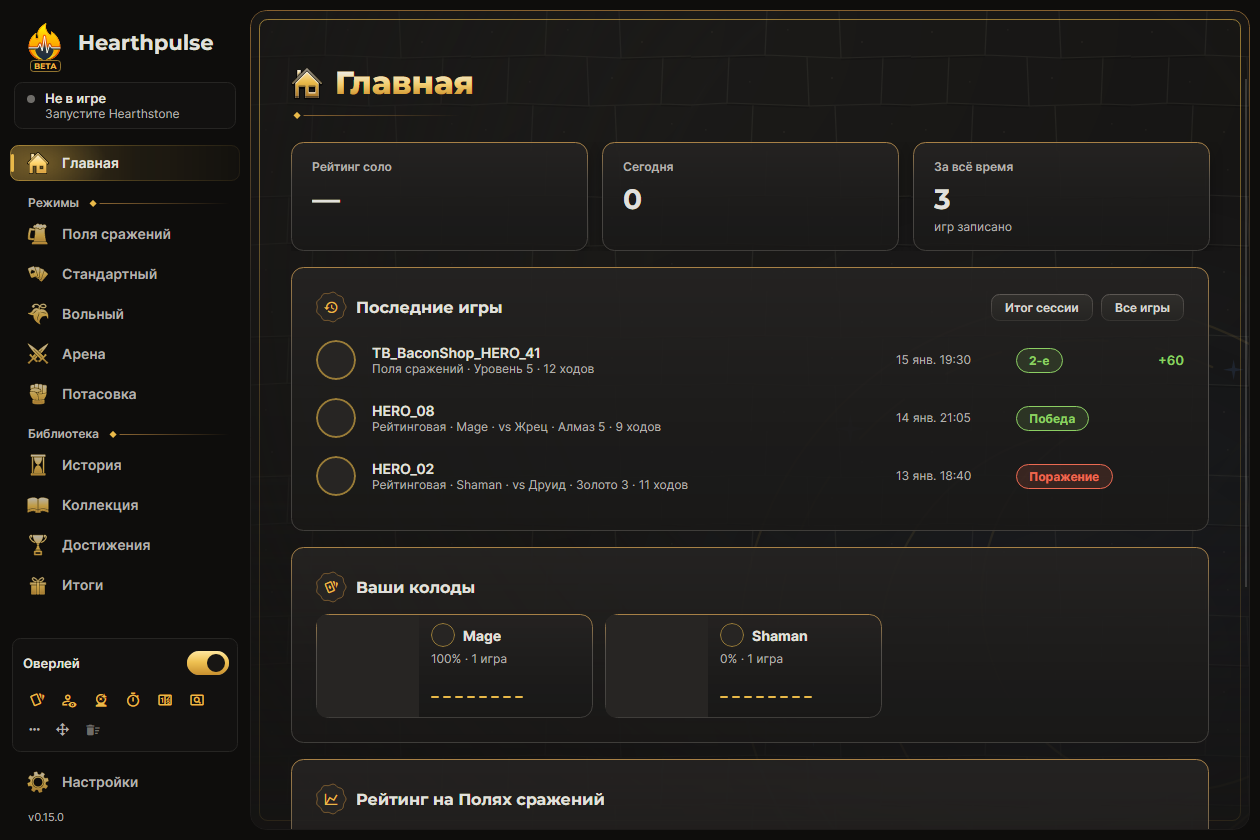 Hearthpulse
BETA
Не в игре
Запустите Hearthstone
Главная
Режимы
Поля сражений
Стандартный
Вольный
Арена
Потасовка
Библиотека
История
Коллекция
Достижения
Итоги
Оверлей
Настройки
v0.15.0
Главная
Рейтинг соло
—
Сегодня
0
За всё время
3
игр записано
Последние игры
Итог сессии
Все игры
TB_BaconShop_HERO_41
Поля сражений · Уровень 5 · 12 ходов
15 янв. 19:30
2-е
+60
HERO_08
Рейтинговая · Mage · vs Жрец · Алмаз 5 · 9 ходов
14 янв. 21:05
Победа
HERO_02
Рейтинговая · Shaman · vs Друид · Золото 3 · 11 ходов
13 янв. 18:40
Поражение
Ваши колоды
Mage
100% · 1 игра
Shaman
0% · 1 игра
Рейтинг на Полях сражений